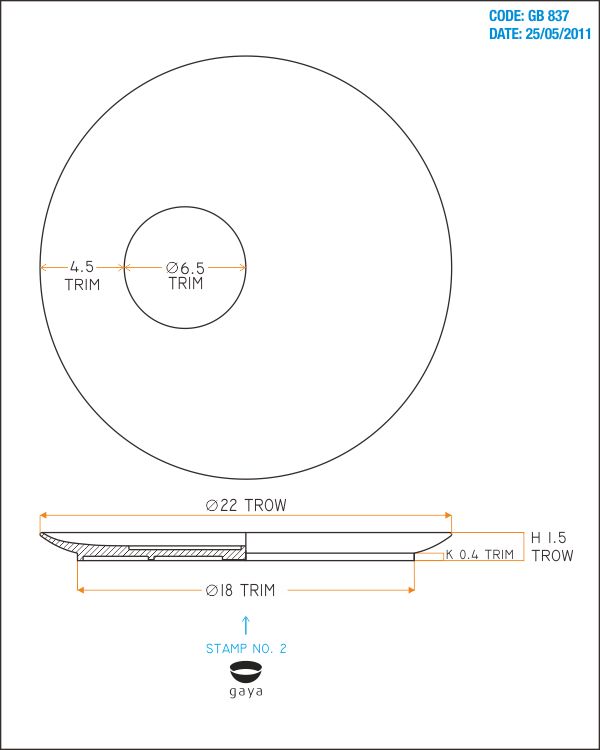 CODE: GB 837
DATE: 25/05/2011
4.5
TRIM
Ø6.5
TRIM
Ø22 TROW
H 1.5
TROW
K 0.4 TRIM
Ø18 TRIM
STAMP NO. 2
gaya